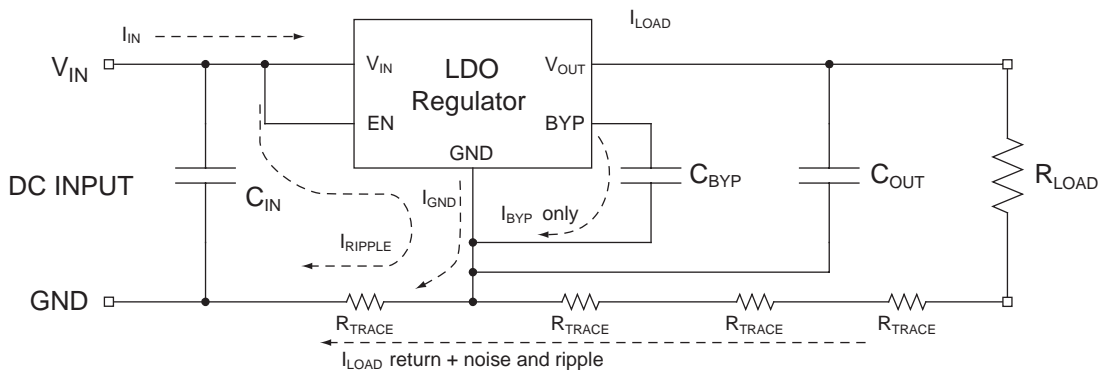 I_LOAD
I_IN
V_IN
V_IN
LDO
Regulator
V_OUT
EN
BYP
GND
DC INPUT
C_IN
I_GND
I_BYP only
C_BYP
C_OUT
R_LOAD
I_RIPPLE
GND
R_TRACE
R_TRACE
R_TRACE
R_TRACE
I_LOAD return + noise and ripple